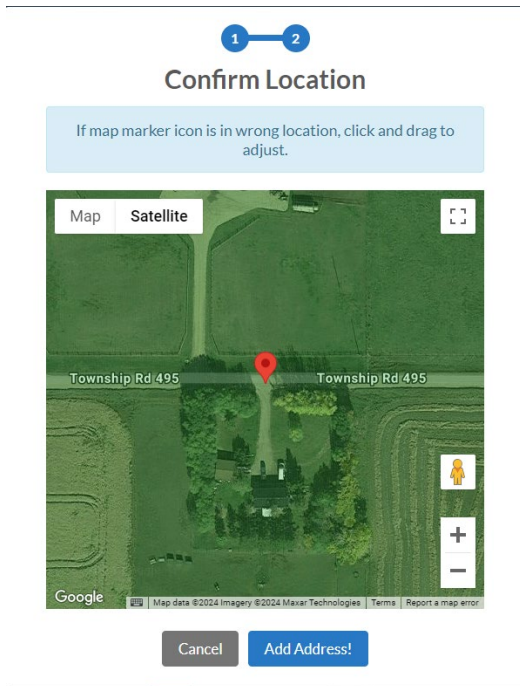 1
2
Confirm Location
If map marker icon is in wrong location, click and drag to
adjust.
Map Satellite
Township Rd 495 Township Rd 495
+
−
Google Map data ©2024 Imagery ©2024 Maxar Technologies Terms Report a map error
Cancel Add Address!